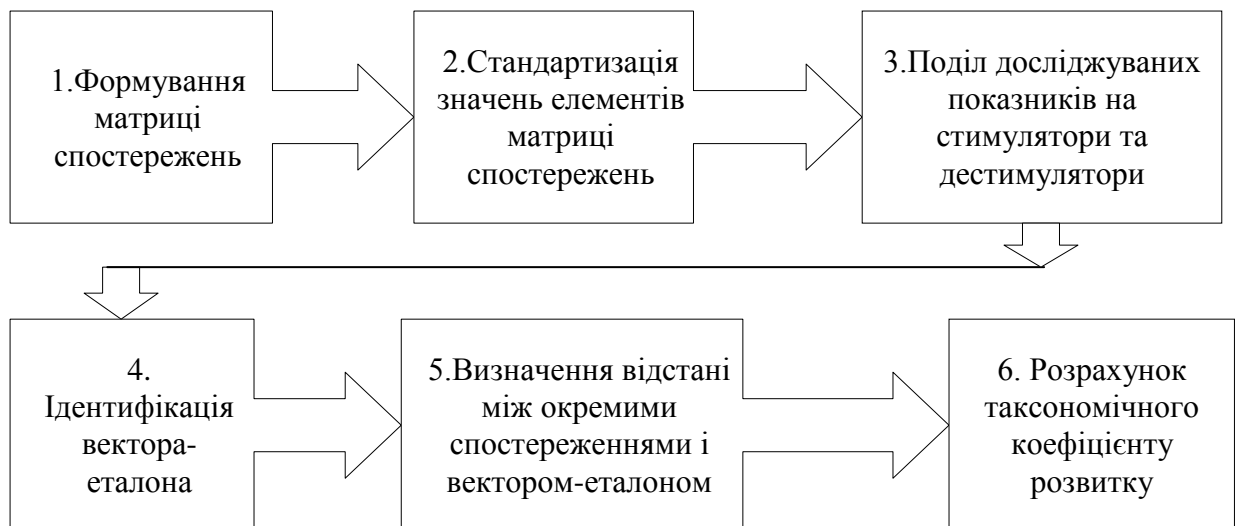 1.Формування
матриці
спостережень
2.Стандартизація
значень елементів
матриці
спостережень
3.Поділ досліджуваних
показників на
стимулятори та
дестимулятори
4.
Ідентифікація
вектора-
еталона
5.Визначення відстані
між окремими
спостереженнями і
вектором-еталоном
6. Розрахунок
таксономічного
коефіцієнту
розвитку